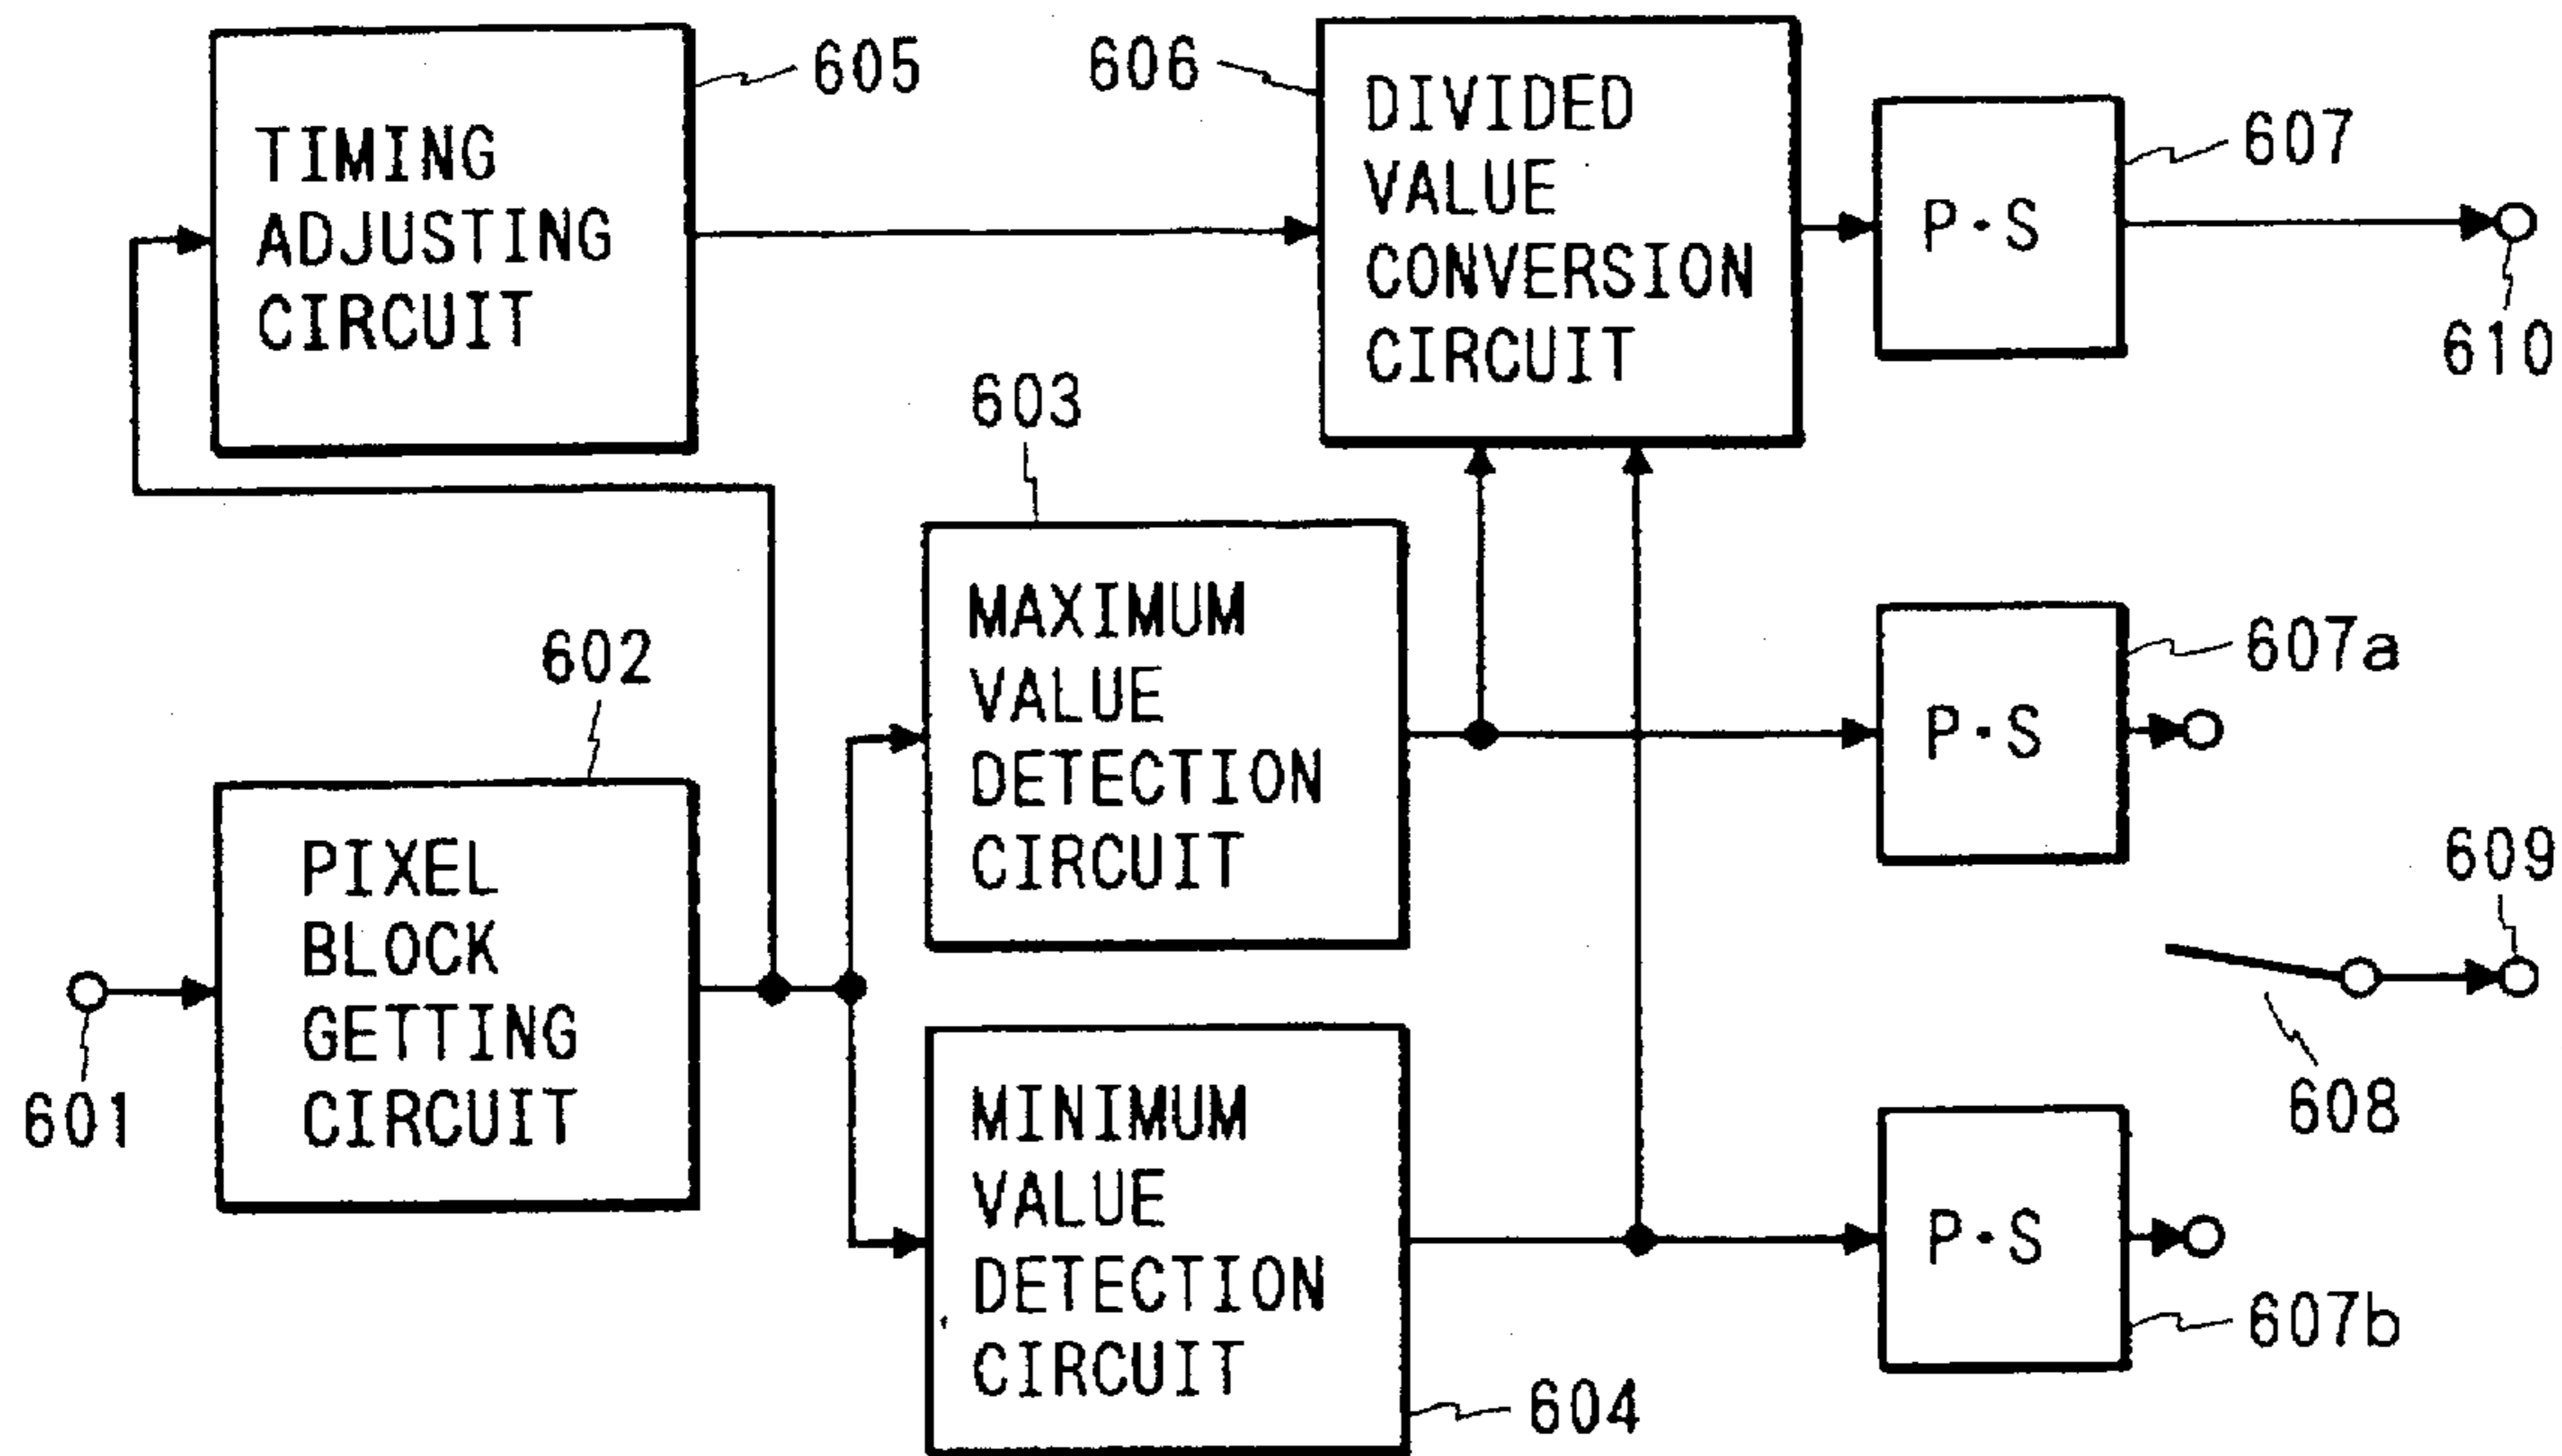 605
TIMING
ADJUSTING
CIRCUIT
606
DIVIDED
VALUE
CONVERSION
CIRCUIT
P·S
607
610
603
MAXIMUM
VALUE
DETECTION
CIRCUIT
P·S
607a
602
PIXEL
BLOCK
GETTING
CIRCUIT
601
609
608
MINIMUM
VALUE
DETECTION
CIRCUIT
604
P·S
607b